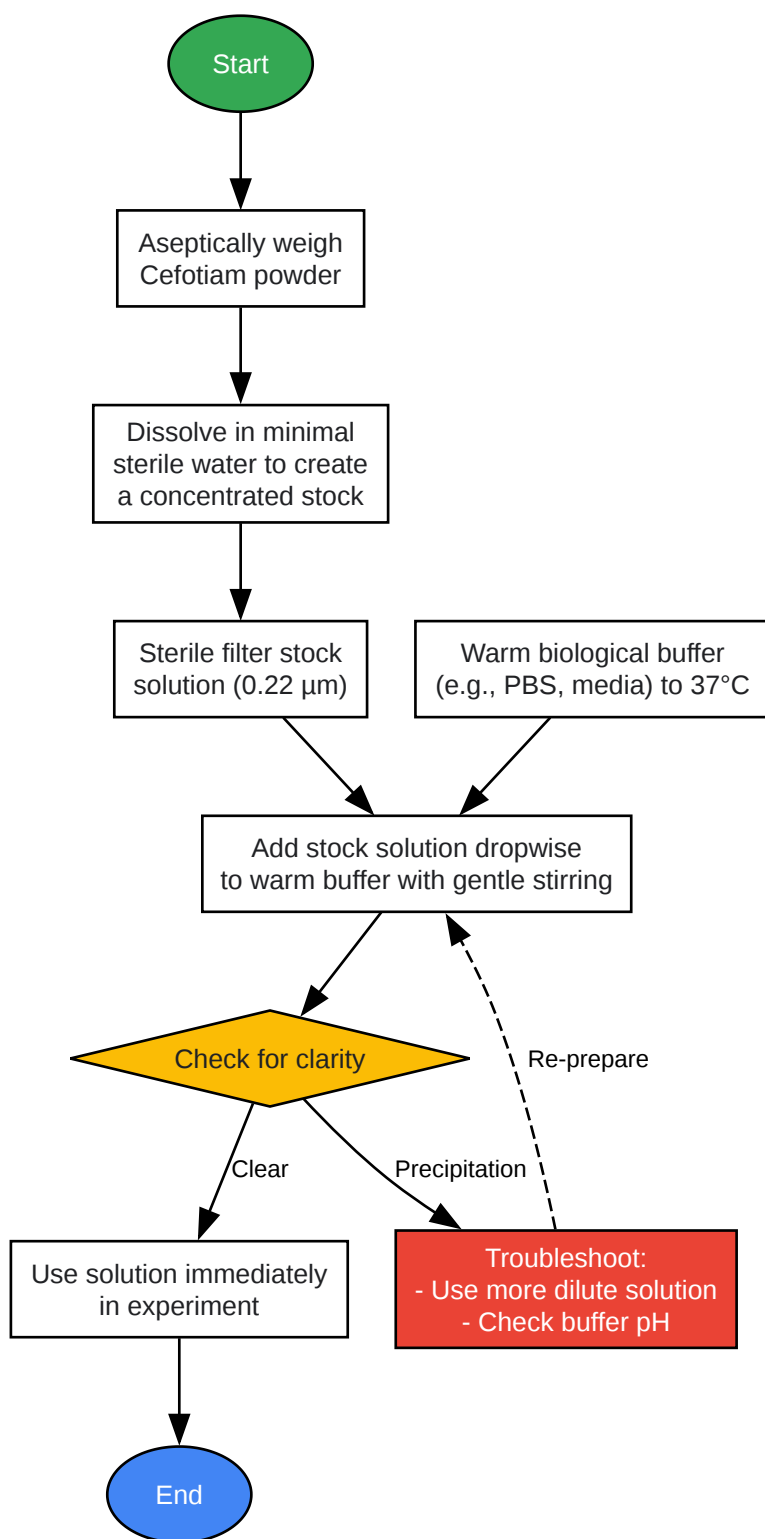 Start
Aseptically weigh
Cefotiam powder
Dissolve in minimal
sterile water to create
a concentrated stock
Sterile filter stock
solution (0.22 µm)
Warm biological buffer
(e.g., PBS, media) to 37°C
Add stock solution dropwise
to warm buffer with gentle stirring
Check for clarity
Re-prepare
Clear
Precipitation
Use solution immediately
in experiment
Troubleshoot:
- Use more dilute solution
- Check buffer pH
End